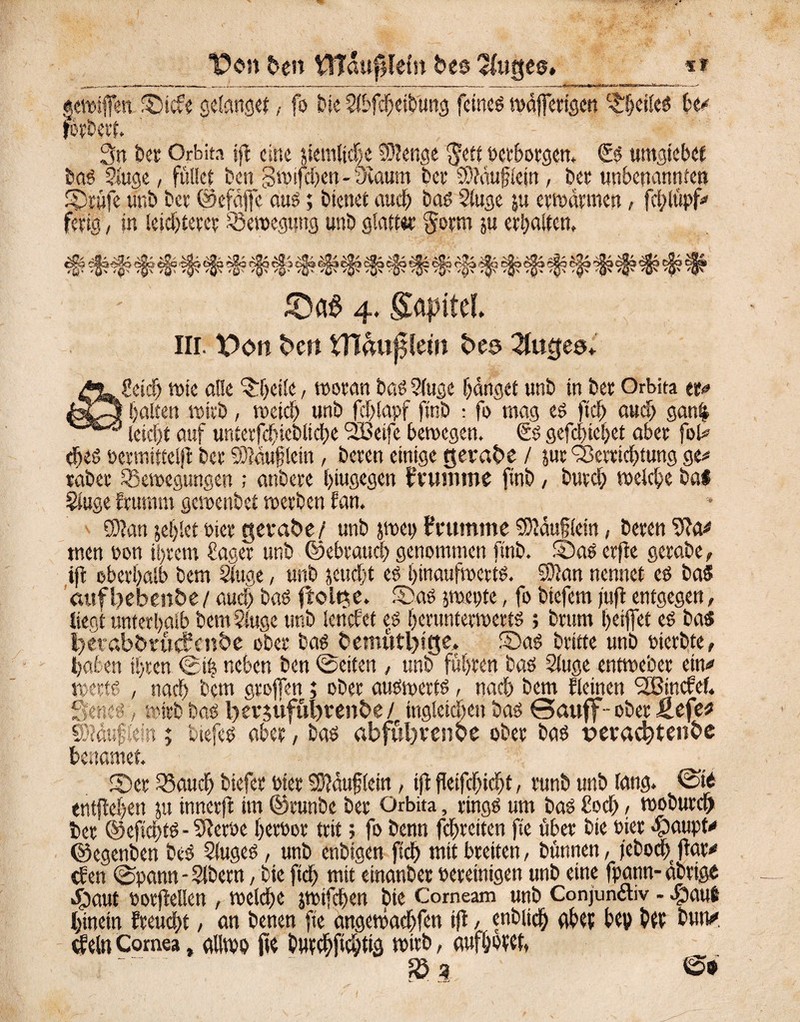 Von den Mäußlein des Auges. 11
gewissen Dicke gelanget, so die Abscheidung seines wässerigen Theiles be-
fordert.
In der Orbita ist eine ziemliche Menge Fett verborgen. Es umgiebet
das Auge, füllet den Zwischen-Raum der Mäußlein, der unbenannten
Drüse und der Gefässe aus; dienet auch das Auge zu erwärmen, schlüpf-
ferig, in leichterer Bewegung und glatter Form zu erhalten.
Das 4. Capitel.
III. Von den Mäußlein des Auges.
Gleich wie alle Theile, woran das Auge hänget und in der Orbita er-
halten wird, weich und schlapf sind : so mag es sich auch gantz
leicht auf unterschiedliche Weise bewegen. Es geschiehet aber sol-
ches vermittelst der Mäußlein, deren einige gerade / zur Verrichtung ge-
rader Bewegungen ; andere hingegen krumme sind, durch welche das
Auge krumm gewendet werden kan.
Man zehlet vier gerade / und zwey krumme Mäußlein, deren Na-
men von ihrem Lager und Gebrauch genommen sind. Das erste gerade,
ist oberhalb dem Auge, und zeucht es hinaufwerts. Man nennet es das
aufhebende / auch das stoltze. Das zweyte, so diesem just entgegen,
liegt unterhalb dem Auge und lencket es herunterwerts ; drum heisset es das
herabdrückende oder das demüthige. Das dritte und vierdte,
haben ihren Sitz neben den Seiten, und führen das Auge entweder ein-
werts, nach dem grossen ; oder auswerts, nach dem kleinen Winckel.
Jenes, wird das herzuführende / ingleichen das Sauff- oder Lese-
Mäußlein ; dieses aber, das abführende oder das verachtende
benamet.
Der Bauch dieser vier Mäußlein, ist fleischicht, rund und lang. Sie
entstehen zu innerst im Grunde der Orbita, rings um das Loch, wodurch
der Gesichts-Nerve hervor trit ; so denn schreiten sie über die vier Haupt-
Gegenden des Auges, und endigen sich mit breiten, dünnen, jedoch star-
cken Spann-Adern, die sich mit einander vereinigen und eine spann-adrige
Haut vorstellen, welche zwischen die Corneam und Conjunctiv-Haut
hinein kreucht, an denen sie angewachsen ist, endlich aber bey der dun-
ckeln Cornea, allwo sie durchsichtig wird, aufhöret.
B 3 So